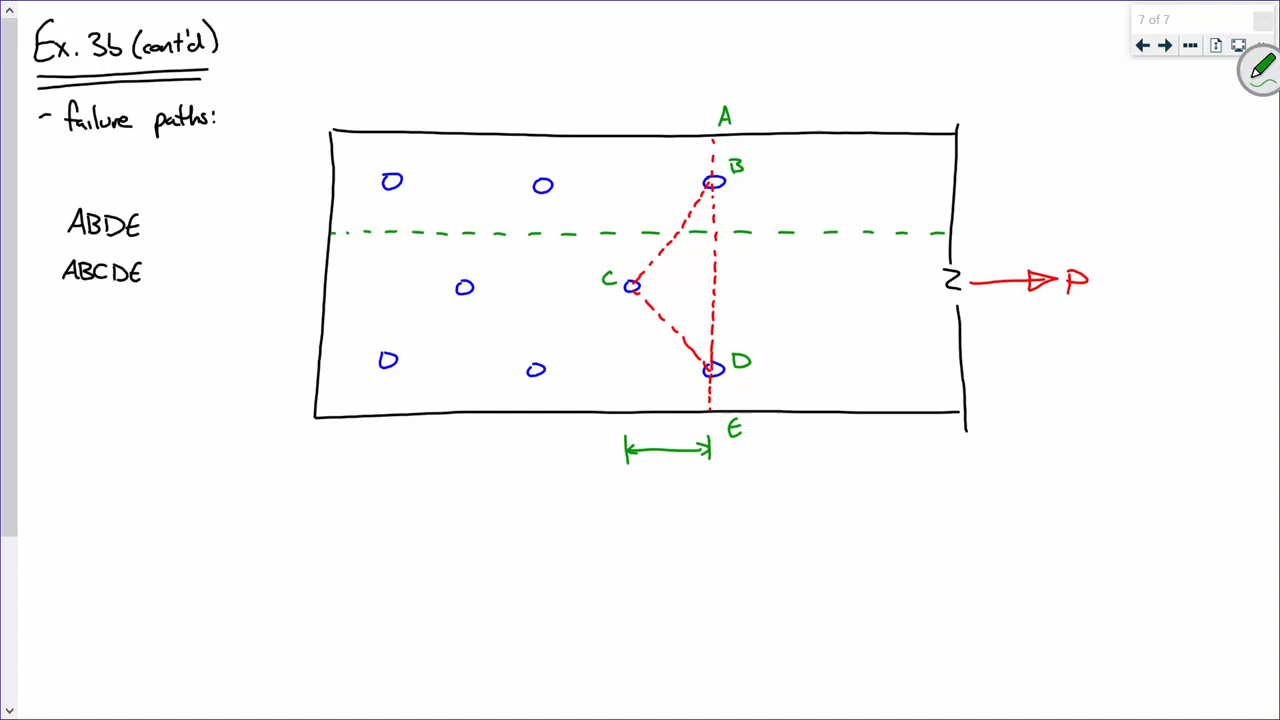 7 of 7
Ex. 3b (cont'd)
- failure paths:
A
B
ABDE
ABCDE
C
P
D
E